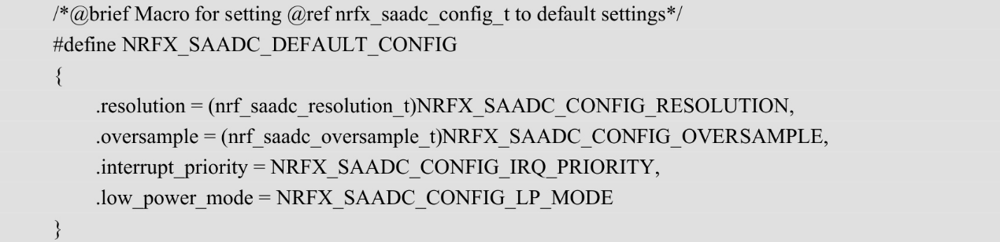 /*@brief Macro for setting @ref nrfx_saadc_config_t to default settings*/
#define NRFX_SAADC_DEFAULT_CONFIG
{
.resolution = (nrf_saadc_resolution_t)NRFX_SAADC_CONFIG_RESOLUTION,
.oversample = (nrf_saadc_oversample_t)NRFX_SAADC_CONFIG_OVERSAMPLE,
.interrupt_priority = NRFX_SAADC_CONFIG_IRQ_PRIORITY,
.low_power_mode = NRFX_SAADC_CONFIG_LP_MODE
}